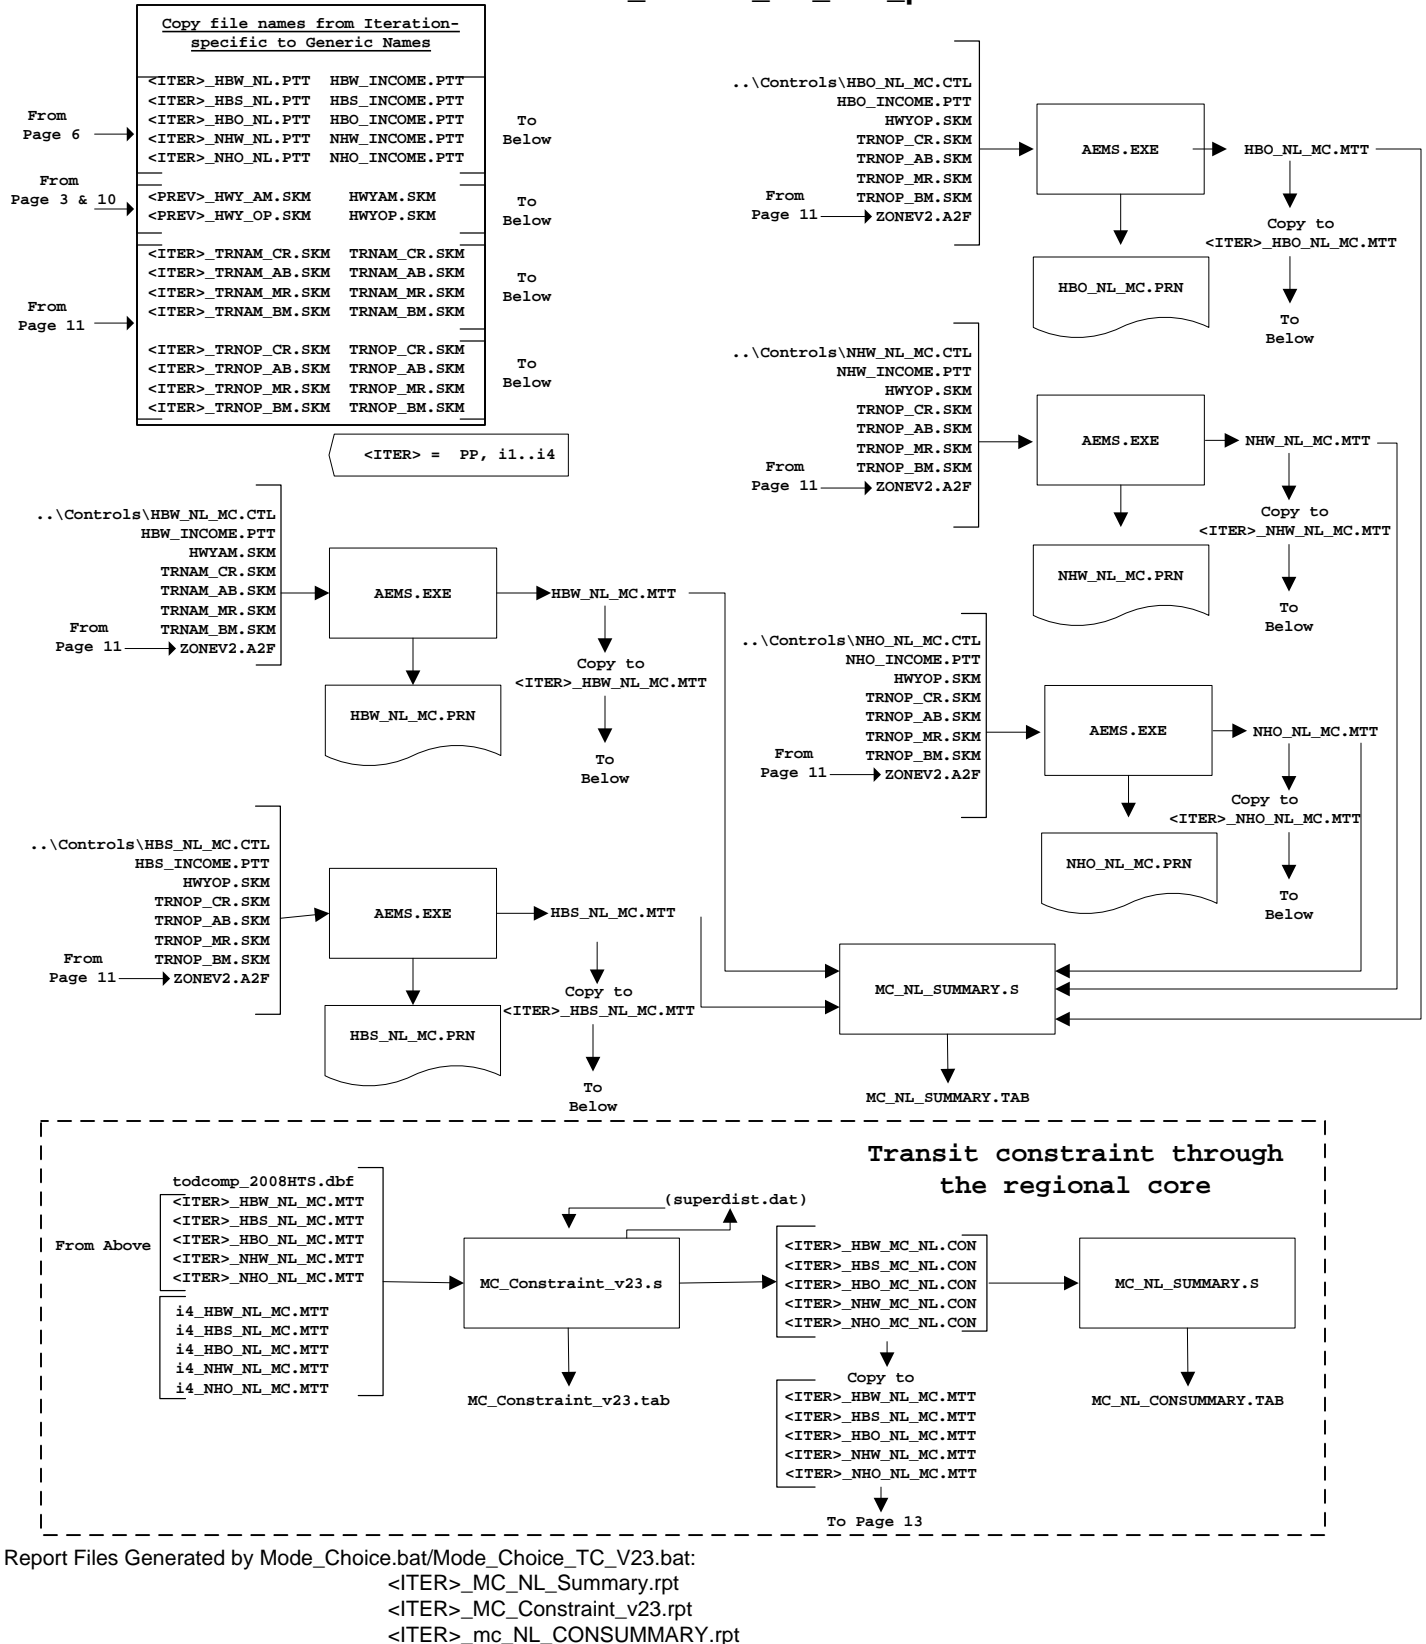 Copy file names from Iteration-
specific to Generic Names
<ITER>_HBW_NL.PTT HBW_INCOME.PTT
<ITER>_HBS_NL.PTT HBS_INCOME.PTT
<ITER>_HBO_NL.PTT HBO_INCOME.PTT
<ITER>_NHW_NL.PTT NHW_INCOME.PTT
<ITER>_NHO_NL.PTT NHO_INCOME.PTT
From
Page 6
To
Below
From
Page 3 & 10
<PREV>_HWY_AM.SKM HWYAM.SKM
<PREV>_HWY_OP.SKM HWYOP.SKM
To
Below
<ITER>_TRNAM_CR.SKM TRNAM_CR.SKM
<ITER>_TRNAM_AB.SKM TRNAM_AB.SKM
<ITER>_TRNAM_MR.SKM TRNAM_MR.SKM
<ITER>_TRNAM_BM.SKM TRNAM_BM.SKM
To
Below
From
Page 11
<ITER>_TRNOP_CR.SKM TRNOP_CR.SKM
<ITER>_TRNOP_AB.SKM TRNOP_AB.SKM
<ITER>_TRNOP_MR.SKM TRNOP_MR.SKM
<ITER>_TRNOP_BM.SKM TRNOP_BM.SKM
To
Below
<ITER> = PP, i1..i4
..\Controls\HBW_NL_MC.CTL
HBW_INCOME.PTT
HWYAM.SKM
TRNAM_CR.SKM
TRNAM_AB.SKM
TRNAM_MR.SKM
TRNAM_BM.SKM
From
Page 11
ZONEV2.A2F
AEMS.EXE
HBW_NL_MC.PRN
HBW_NL_MC.MTT
Copy to
<ITER>_HBW_NL_MC.MTT
To
Below
..\Controls\HBS_NL_MC.CTL
HBS_INCOME.PTT
HWYOP.SKM
TRNOP_CR.SKM
TRNOP_AB.SKM
TRNOP_MR.SKM
TRNOP_BM.SKM
From
Page 11
ZONEV2.A2F
AEMS.EXE
HBS_NL_MC.PRN
HBS_NL_MC.MTT
Copy to
<ITER>_HBS_NL_MC.MTT
To
Below
..\Controls\HBO_NL_MC.CTL
HBO_INCOME.PTT
HWYOP.SKM
TRNOP_CR.SKM
TRNOP_AB.SKM
TRNOP_MR.SKM
TRNOP_BM.SKM
From
Page 11
ZONEV2.A2F
AEMS.EXE
HBO_NL_MC.PRN
HBO_NL_MC.MTT
Copy to
<ITER>_HBO_NL_MC.MTT
To
Below
..\Controls\NHW_NL_MC.CTL
NHW_INCOME.PTT
HWYOP.SKM
TRNOP_CR.SKM
TRNOP_AB.SKM
TRNOP_MR.SKM
TRNOP_BM.SKM
From
Page 11
ZONEV2.A2F
AEMS.EXE
NHW_NL_MC.PRN
NHW_NL_MC.MTT
Copy to
<ITER>_NHW_NL_MC.MTT
To
Below
..\Controls\NHO_NL_MC.CTL
NHO_INCOME.PTT
HWYOP.SKM
TRNOP_CR.SKM
TRNOP_AB.SKM
TRNOP_MR.SKM
TRNOP_BM.SKM
From
Page 11
ZONEV2.A2F
AEMS.EXE
NHO_NL_MC.PRN
NHO_NL_MC.MTT
Copy to
<ITER>_NHO_NL_MC.MTT
To
Below
MC_NL_SUMMARY.S
MC_NL_SUMMARY.TAB
Transit constraint through
the regional core
todcomp_2008HTS.dbf
From Above
<ITER>_HBW_NL_MC.MTT
<ITER>_HBS_NL_MC.MTT
<ITER>_HBO_NL_MC.MTT
<ITER>_NHW_NL_MC.MTT
<ITER>_NHO_NL_MC.MTT
i4_HBW_NL_MC.MTT
i4_HBS_NL_MC.MTT
i4_HBO_NL_MC.MTT
i4_NHW_NL_MC.MTT
i4_NHO_NL_MC.MTT
(superdist.dat)
MC_Constraint_v23.s
MC_Constraint_v23.tab
<ITER>_HBW_MC_NL.CON
<ITER>_HBS_MC_NL.CON
<ITER>_HBO_MC_NL.CON
<ITER>_NHW_MC_NL.CON
<ITER>_NHO_MC_NL.CON
Copy to
<ITER>_HBW_NL_MC.MTT
<ITER>_HBS_NL_MC.MTT
<ITER>_HBO_NL_MC.MTT
<ITER>_NHW_NL_MC.MTT
<ITER>_NHO_NL_MC.MTT
To Page 13
MC_NL_SUMMARY.S
MC_NL_CONSUMMARY.TAB
Report Files Generated by Mode_Choice.bat/Mode_Choice_TC_V23.bat:
<ITER>_MC_NL_Summary.rpt
<ITER>_MC_Constraint_v23.rpt
<ITER>_mc_NL_CONSUMMARY.rpt